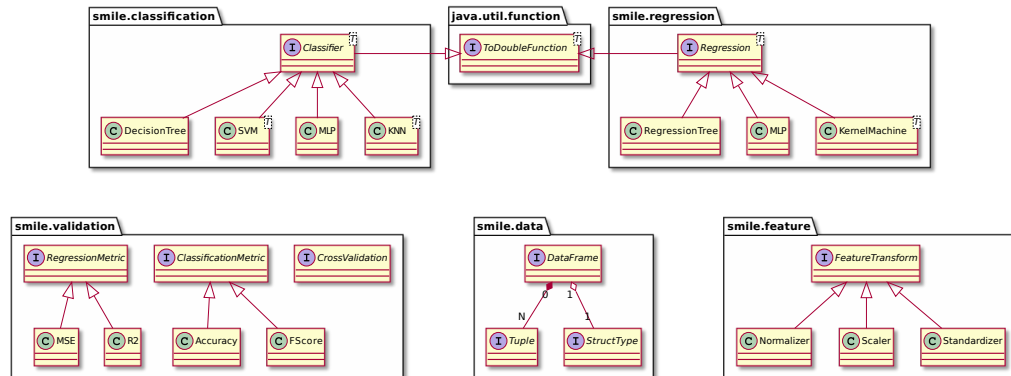 smile.classification
java.util.function
smile.regression
I Classifier T
I ToDoubleFunction T
I Regression T
C DecisionTree
C SVM T
C MLP
C KNN T
C RegressionTree
C MLP
C KernelMachine T
smile.validation
smile.data
smile.feature
I RegressionMetric
I ClassificationMetric
I CrossValidation
I DataFrame
I FeatureTransform
0
1
N
1
C MSE
C R2
C Accuracy
C FScore
I Tuple
I StructType
C Normalizer
C Scaler
C Standardizer